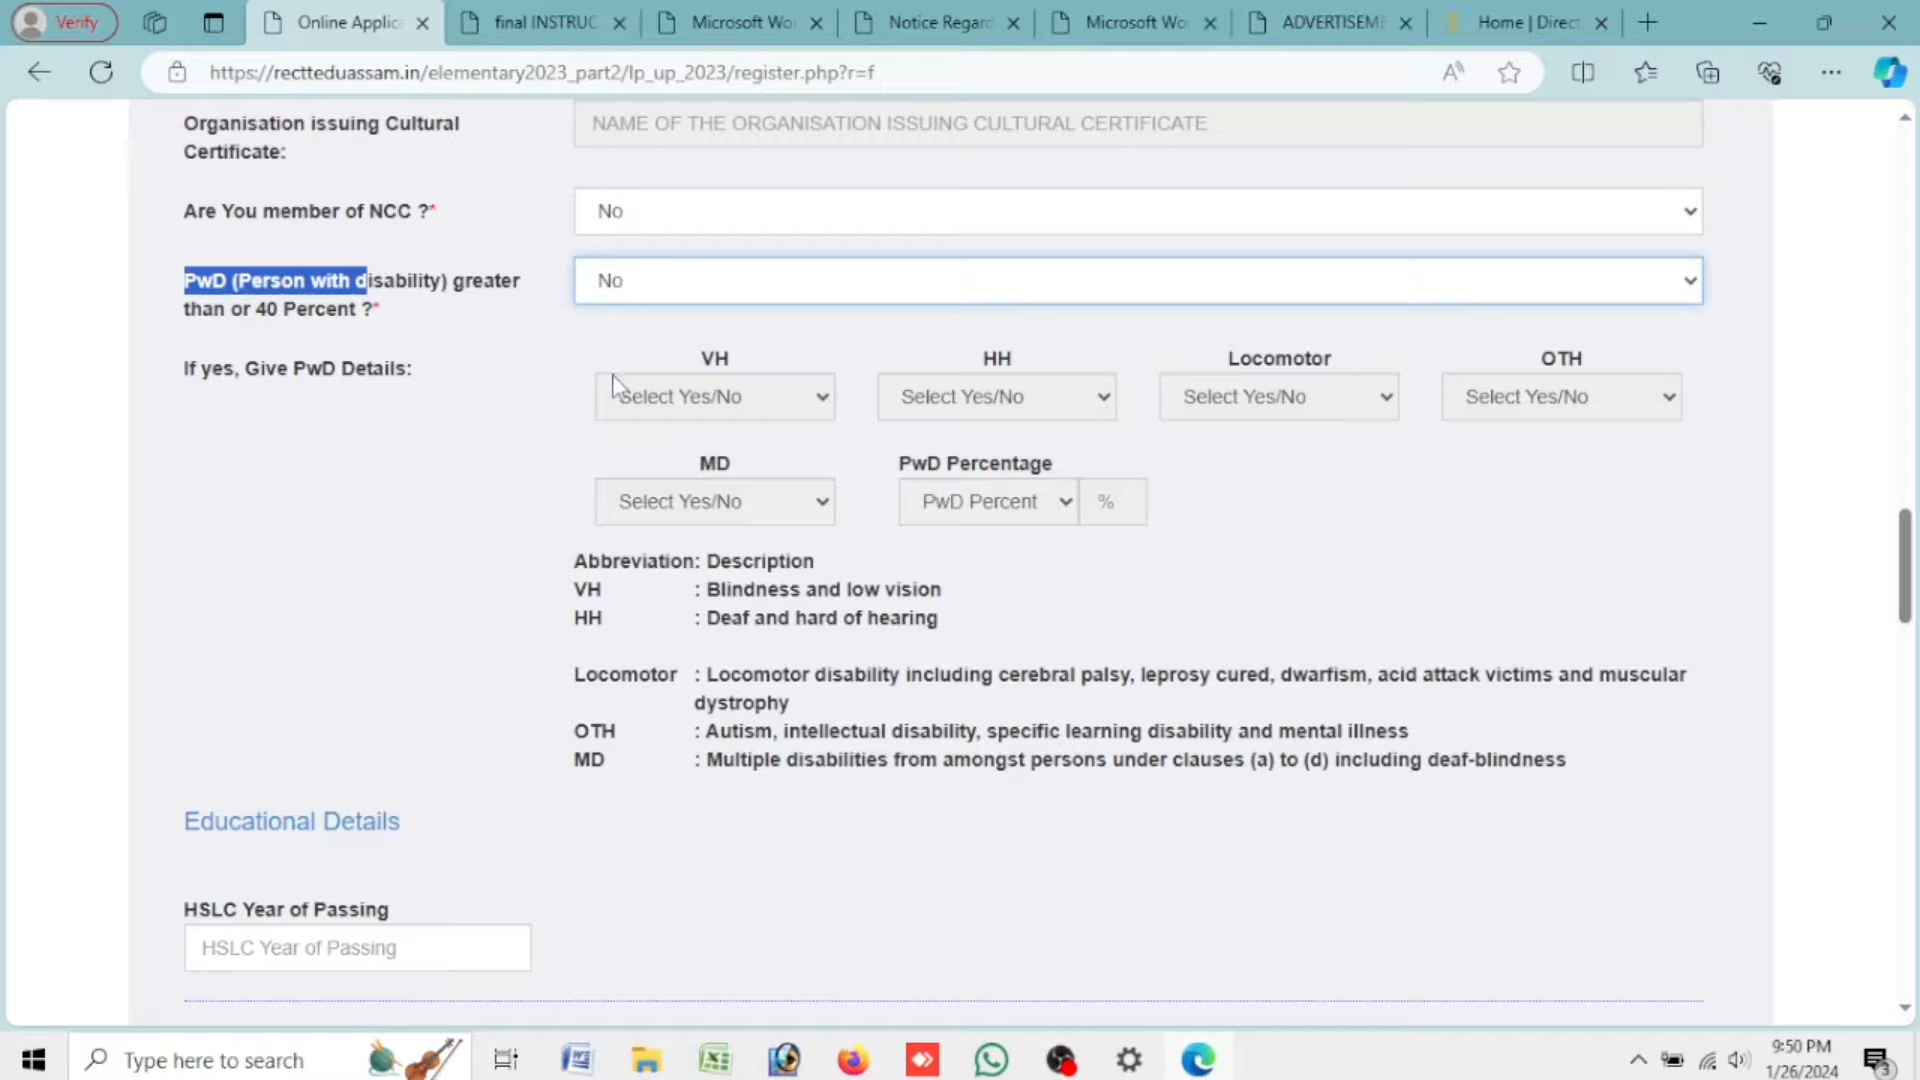 Verify
Online Applica
final INSTRUC
Microsoft Wo
Notice Regar
Microsoft Wo
ADVERTISEM
Home | Direct
https://rectteduassam.in/elementary2023_part2/lp_up_2023/register.php?r=f
Organisation issuing Cultural
Certificate:
NAME OF THE ORGANISATION ISSUING CULTURAL CERTIFICATE
Are You member of NCC ?*
No
PwD (Person with disability) greater
than or 40 Percent ?*
No
If yes, Give PwD Details:
VH HH Locomotor OTH
Select Yes/No Select Yes/No Select Yes/No Select Yes/No
MD PwD Percentage
Select Yes/No PwD Percent %
Abbreviation: Description
VH : Blindness and low vision
HH : Deaf and hard of hearing
Locomotor : Locomotor disability including cerebral palsy, leprosy cured, dwarfism, acid attack victims and muscular
dystrophy
OTH : Autism, intellectual disability, specific learning disability and mental illness
MD : Multiple disabilities from amongst persons under clauses (a) to (d) including deaf-blindness
Educational Details
HSLC Year of Passing
HSLC Year of Passing
Type here to search
9:50 PM
1/26/2024
3